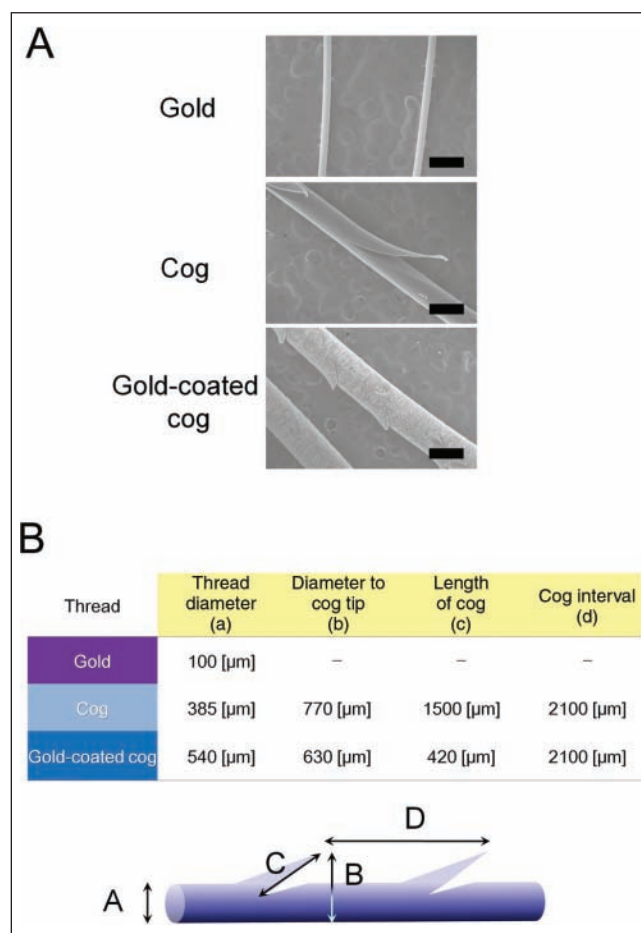 A
Gold
Cog
Gold-coated
cog
B
Thread
Thread
diameter
(a)
Diameter to
cog tip
(b)
Length
of cog
(c)
Cog interval
(d)
Gold
100 [µm]
–
–
–
Cog
385 [µm]
770 [µm]
1500 [µm]
2100 [µm]
Gold-coated cog
540 [µm]
630 [µm]
420 [µm]
2100 [µm]
D
C
B
A